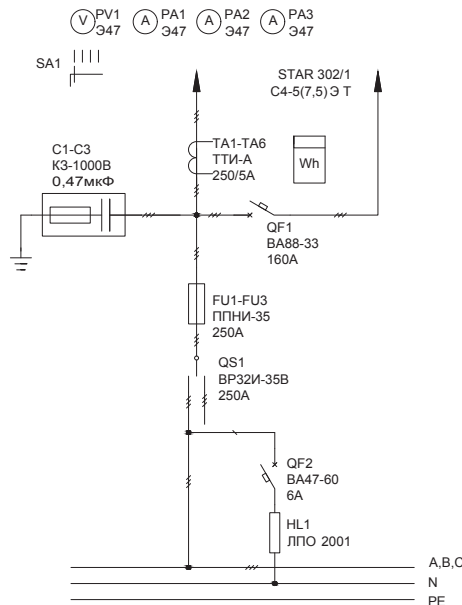 V PV1 A PA1 A PA2 A PA3
Э47 Э47 Э47 Э47
SA1
STAR 302/1
C4-5(7,5) Э Т
C1-C3
КЗ-1000В
0,47мкФ
TA1-TA6
ТТИ-А
250/5А
Wh
QF1
ВА88-33
160А
FU1-FU3
ППНИ-35
250А
QS1
ВР32И-35В
250А
QF2
ВА47-60
6А
HL1
ЛПО 2001
A,B,C
N
PE